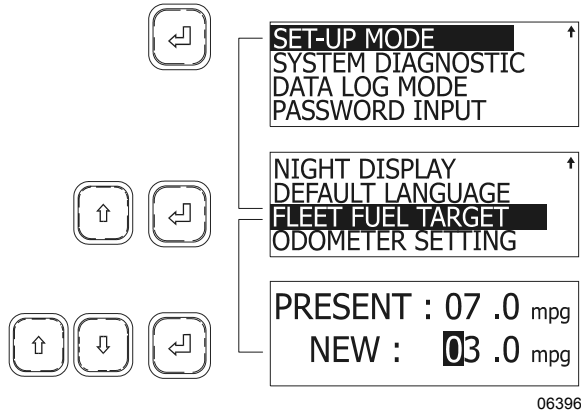 SET-UP MODE
SYSTEM DIAGNOSTIC
DATA LOG MODE
PASSWORD INPUT
NIGHT DISPLAY
DEFAULT LANGUAGE
FLEET FUEL TARGET
ODOMETER SETTING
PRESENT : 07 .0 mpg
NEW : 03 .0 mpg
06396